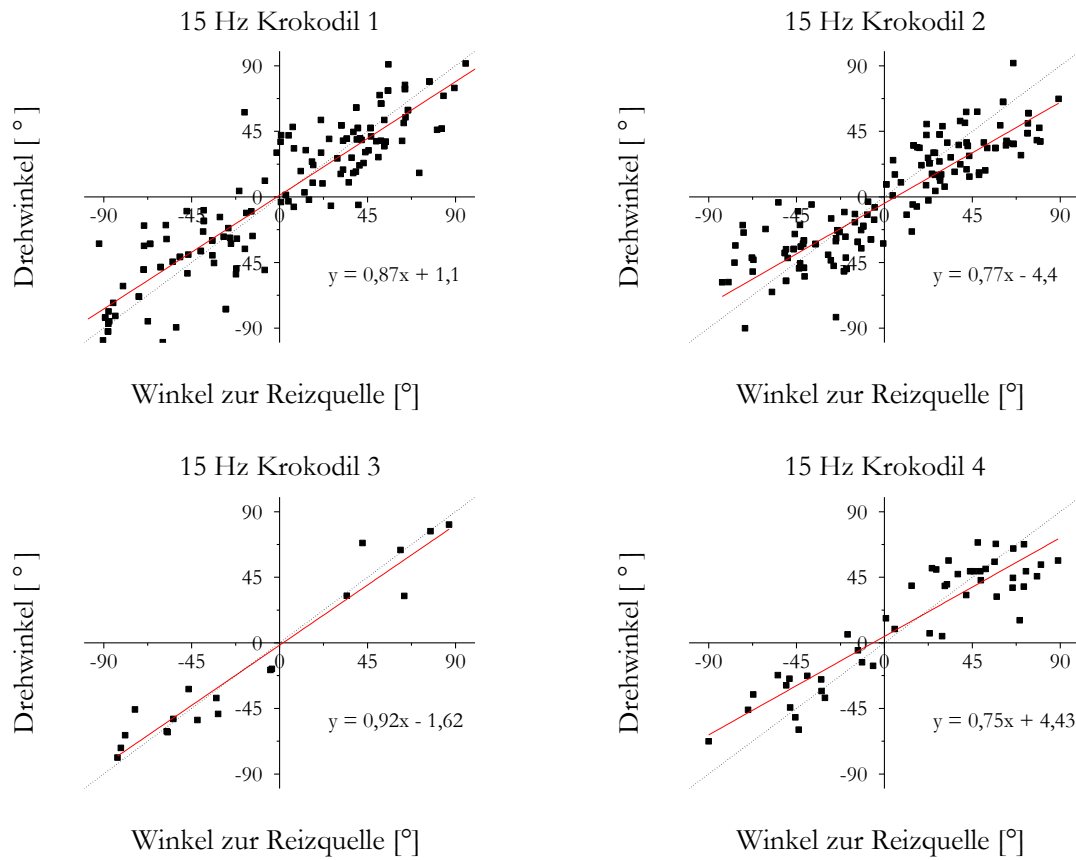 15 Hz Krokodil 1
90
45
0
-45
-90
-90
-45
0
45
90
Drehwinkel [ ° ]
y = 0,87x + 1,1
Winkel zur Reizquelle [°]
15 Hz Krokodil 2
90
45
0
-45
-90
-90
-45
0
45
90
Drehwinkel [ ° ]
y = 0,77x - 4,4
Winkel zur Reizquelle [°]
15 Hz Krokodil 3
90
45
0
-45
-90
-90
-45
0
45
90
Drehwinkel [ ° ]
y = 0,92x - 1,62
Winkel zur Reizquelle [°]
15 Hz Krokodil 4
90
45
0
-45
-90
-90
-45
0
45
90
Drehwinkel [ ° ]
y = 0,75x + 4,43
Winkel zur Reizquelle [°]